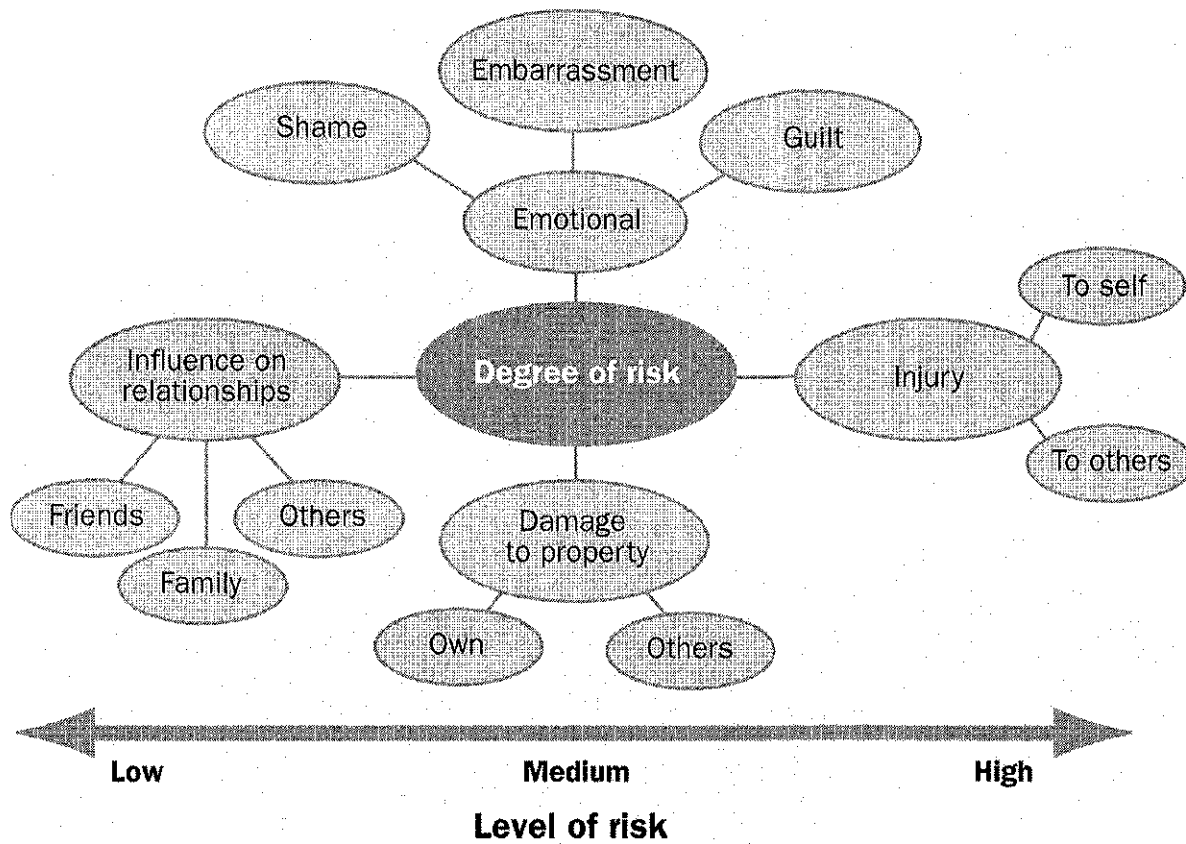 Embarrassment
Shame
Guilt
Emotional
To self
Influence on
relationships
Degree of risk
Injury
To others
Friends
Others
Family
Damage
to property
Own
Others
Low
Medium
High
Level of risk